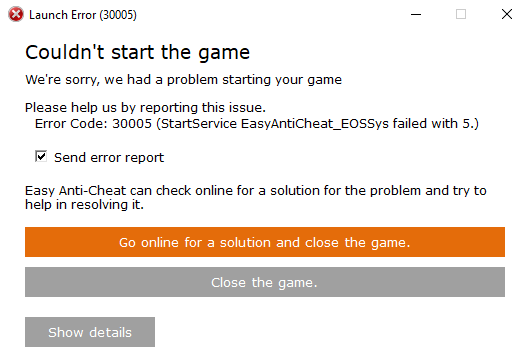 Launch Error (30005)
Couldn't start the game
We're sorry, we had a problem starting your game
Please help us by reporting this issue.
Error Code: 30005 (StartService EasyAntiCheat_EOSSys failed with 5.)
Send error report
Easy Anti-Cheat can check online for a solution for the problem and try to
help in resolving it.
Go online for a solution and close the game.
Close the game.
Show details